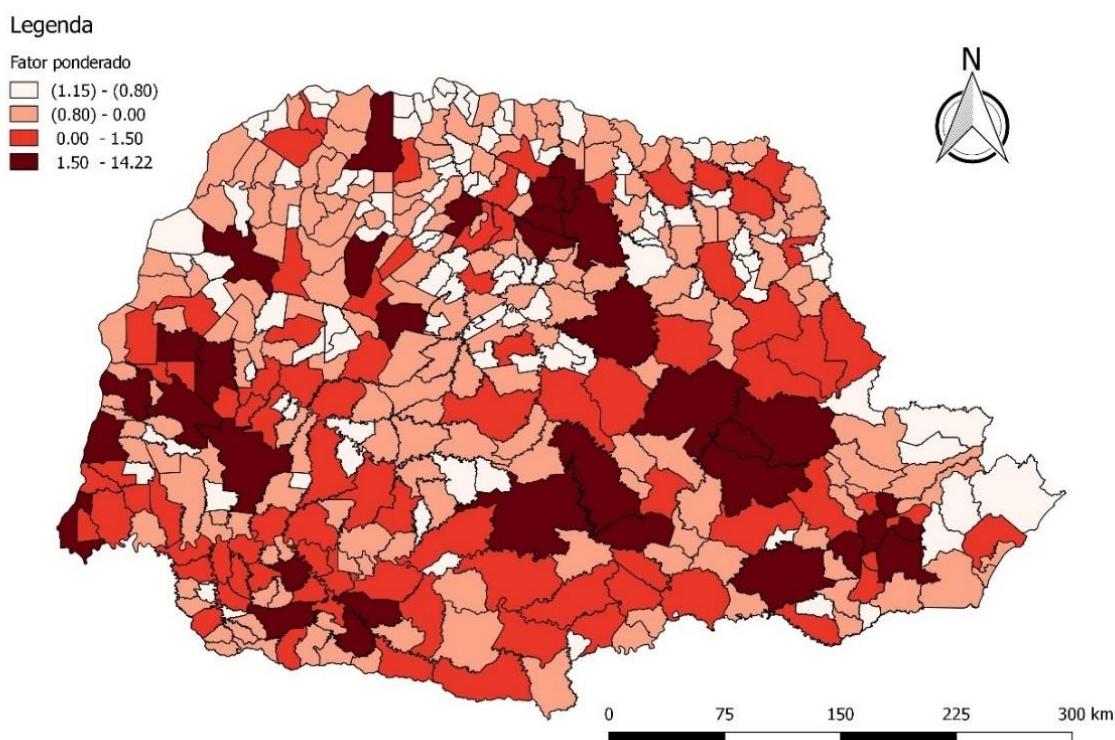 Legenda
Fator ponderado
(1.15) - (0.80)
(0.80) - 0.00
0.00 - 1.50
1.50 - 14.22
N
0 75 150 225 300 km